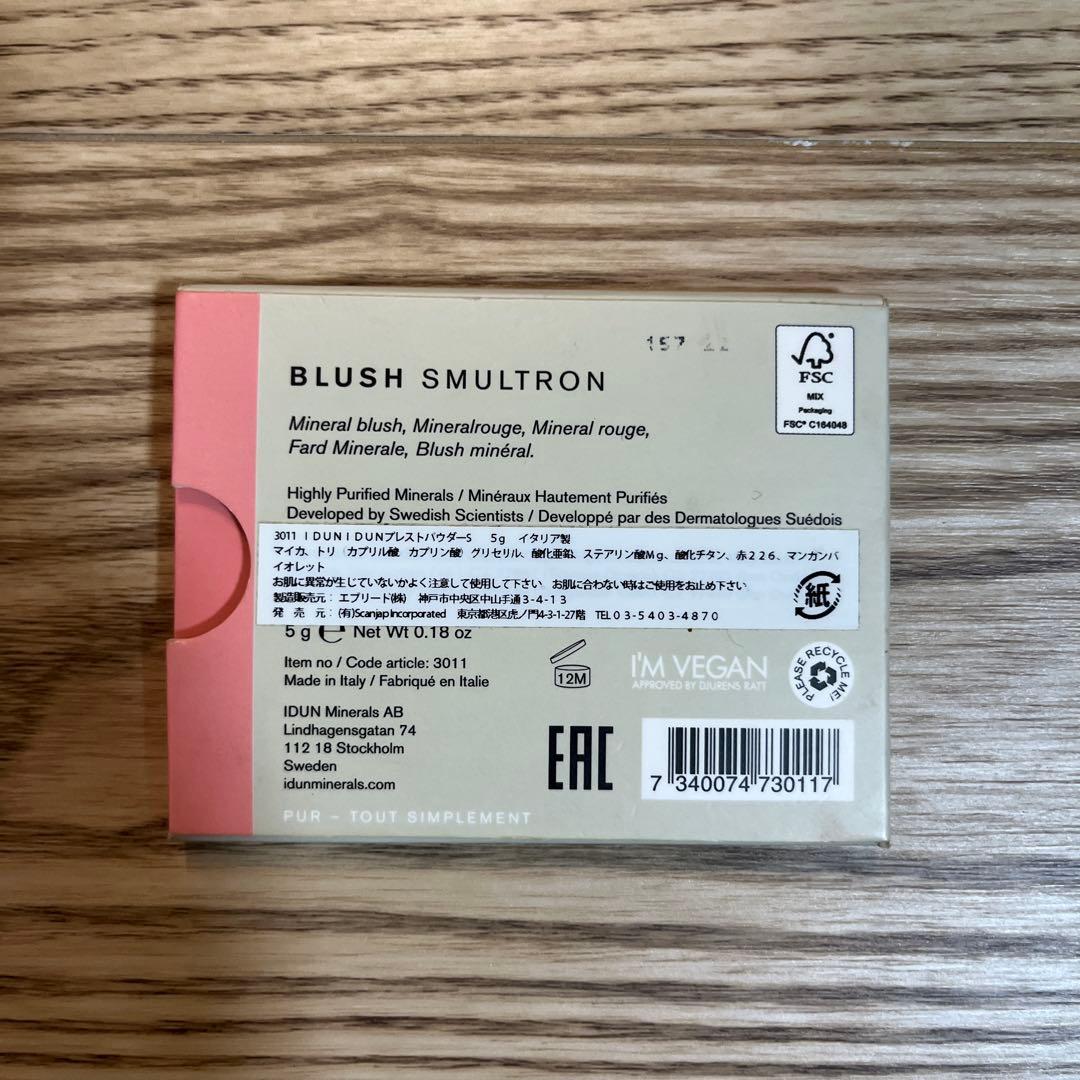 157 22
BLUSH SMULTRON
FSC
MIX
Packaging
FSC® C164048
Mineral blush, Mineralrouge, Mineral rouge,
Fard Minerale, Blush minéral.
Highly Purified Minerals / Minéraux Hautement Purifiés
Developed by Swedish Scientists / Developpé par des Dermatologues Suédois
3011 IDUN IDUNプレストパウダーS 5g イタリア製
マイカ、トリ（カプリル酸 カプリン酸）グリセリル、酸化亜鉛、ステアリン酸Mg、酸化チタン、赤226、マンガンバ
イオレット
お肌に異常が生じていないかよく注意して使用して下さい お肌に合わない時はご使用をお止め下さい
製造販売元：エブリード(株) 神戸市中央区中山手通3-4-13
発 売 元：(有)Scanjap Incorporated 東京都港区虎ノ門4-3-1-27階 TEL03-5403-4870
紙
5 g e Net Wt 0.18 oz
Item no / Code article: 3011
Made in Italy / Fabriqué en Italie
12M
I'M VEGAN
APPROVED BY DJURENS RÄTT
PLEASE RECYCLE ME!
IDUN Minerals AB
Lindhagensgatan 74
112 18 Stockholm
Sweden
idunminerals.com
EAC
7 340074 730117
PUR – TOUT SIMPLEMENT